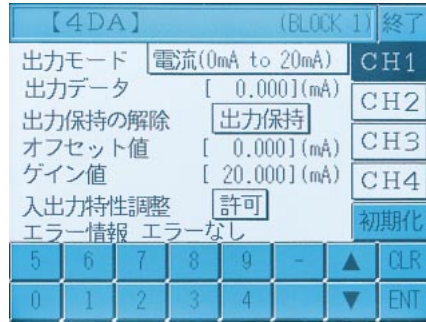 【4DA】 (BLOCK 1) 終了
出力モード 電流(0mA to 20mA) CH1
出力データ [ 0.000](mA) CH2
出力保持の解除 出力保持
オフセット値 [ 0.000](mA) CH3
ゲイン値 [ 20.000](mA) CH4
入出力特性調整 許可
エラー情報 エラーなし 初期化
5 6 7 8 9 - ▲ CLR
0 1 2 3 4 ▼ ENT